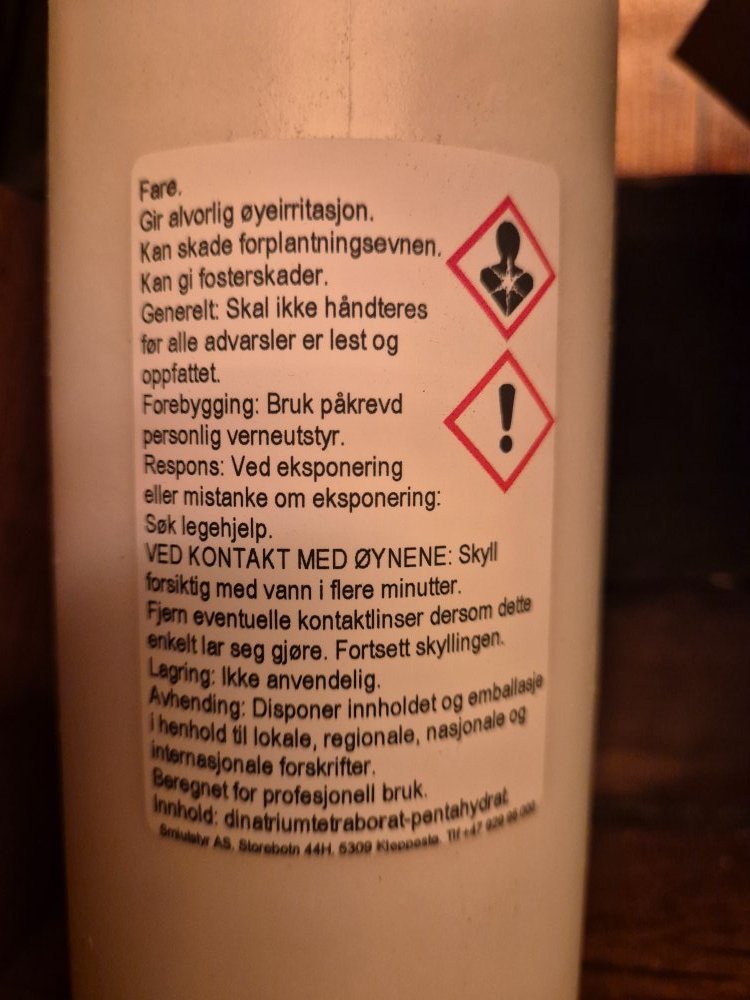 Fare.
Gir alvorlig øyeirritasjon.
Kan skade forplantningsevnen.
Kan gi fosterskader.
Generelt: Skal ikke håndteres
før alle advarsler er lest og
oppfattet.
Forebygging: Bruk påkrevd
personlig verneutstyr.
Respons: Ved eksponering
eller mistanke om eksponering:
Søk legehjelp.
VED KONTAKT MED ØYNENE: Skyll
forsiktig med vann i flere minutter.
Fjern eventuelle kontaktlinser dersom dette
enkelt lar seg gjøre. Fortsett skyllingen.
Lagring: Ikke anvendelig.
Avhending: Disponer innholdet og emballasje
i henhold til lokale, regionale, nasjonale og
internasjonale forskrifter.
Beregnet for profesjonell bruk.
Innhold: dinatriumtetraborat-pentahydrat
AS, Storebotn 44H, 5309 Kleppestø. Tlf +47